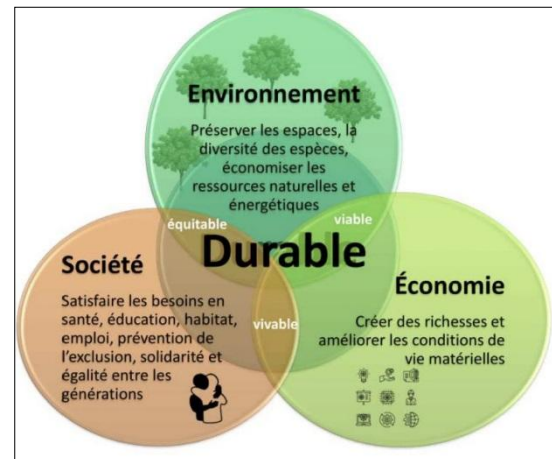 Environnement
Préserver les espaces, la
diversité des espèces,
économiser les
ressources naturelles et
énergétiques
équitable
viable
Durable
Société
Satisfaire les besoins en
santé, éducation, habitat,
emploi, prévention de
l'exclusion, solidarité et
égalité entre les
générations
vivable
Économie
Créer des richesses et
améliorer les conditions de
vie matérielles